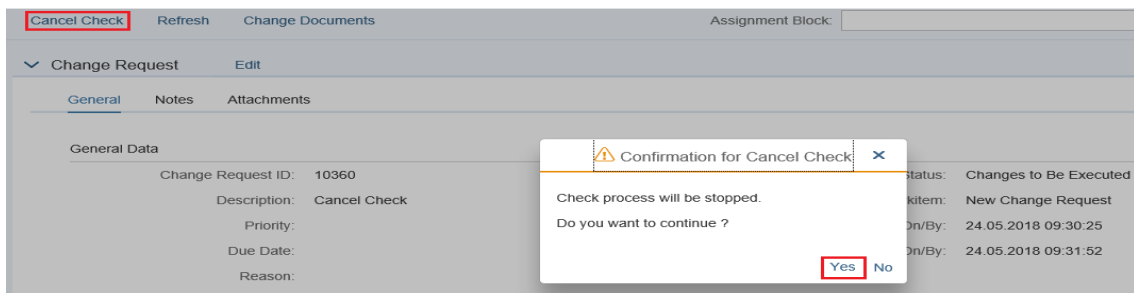 Cancel Check Refresh Change Documents Assignment Block:
Change Request Edit
General Notes Attachments
General Data
Confirmation for Cancel Check
Change Request ID: 10360
Status: Changes to Be Executed
Description: Cancel Check
Check process will be stopped.
kitem: New Change Request
Priority:
Do you want to continue ?
On/By: 24.05.2018 09:30:25
Due Date:
On/By: 24.05.2018 09:31:52
Reason:
Yes No